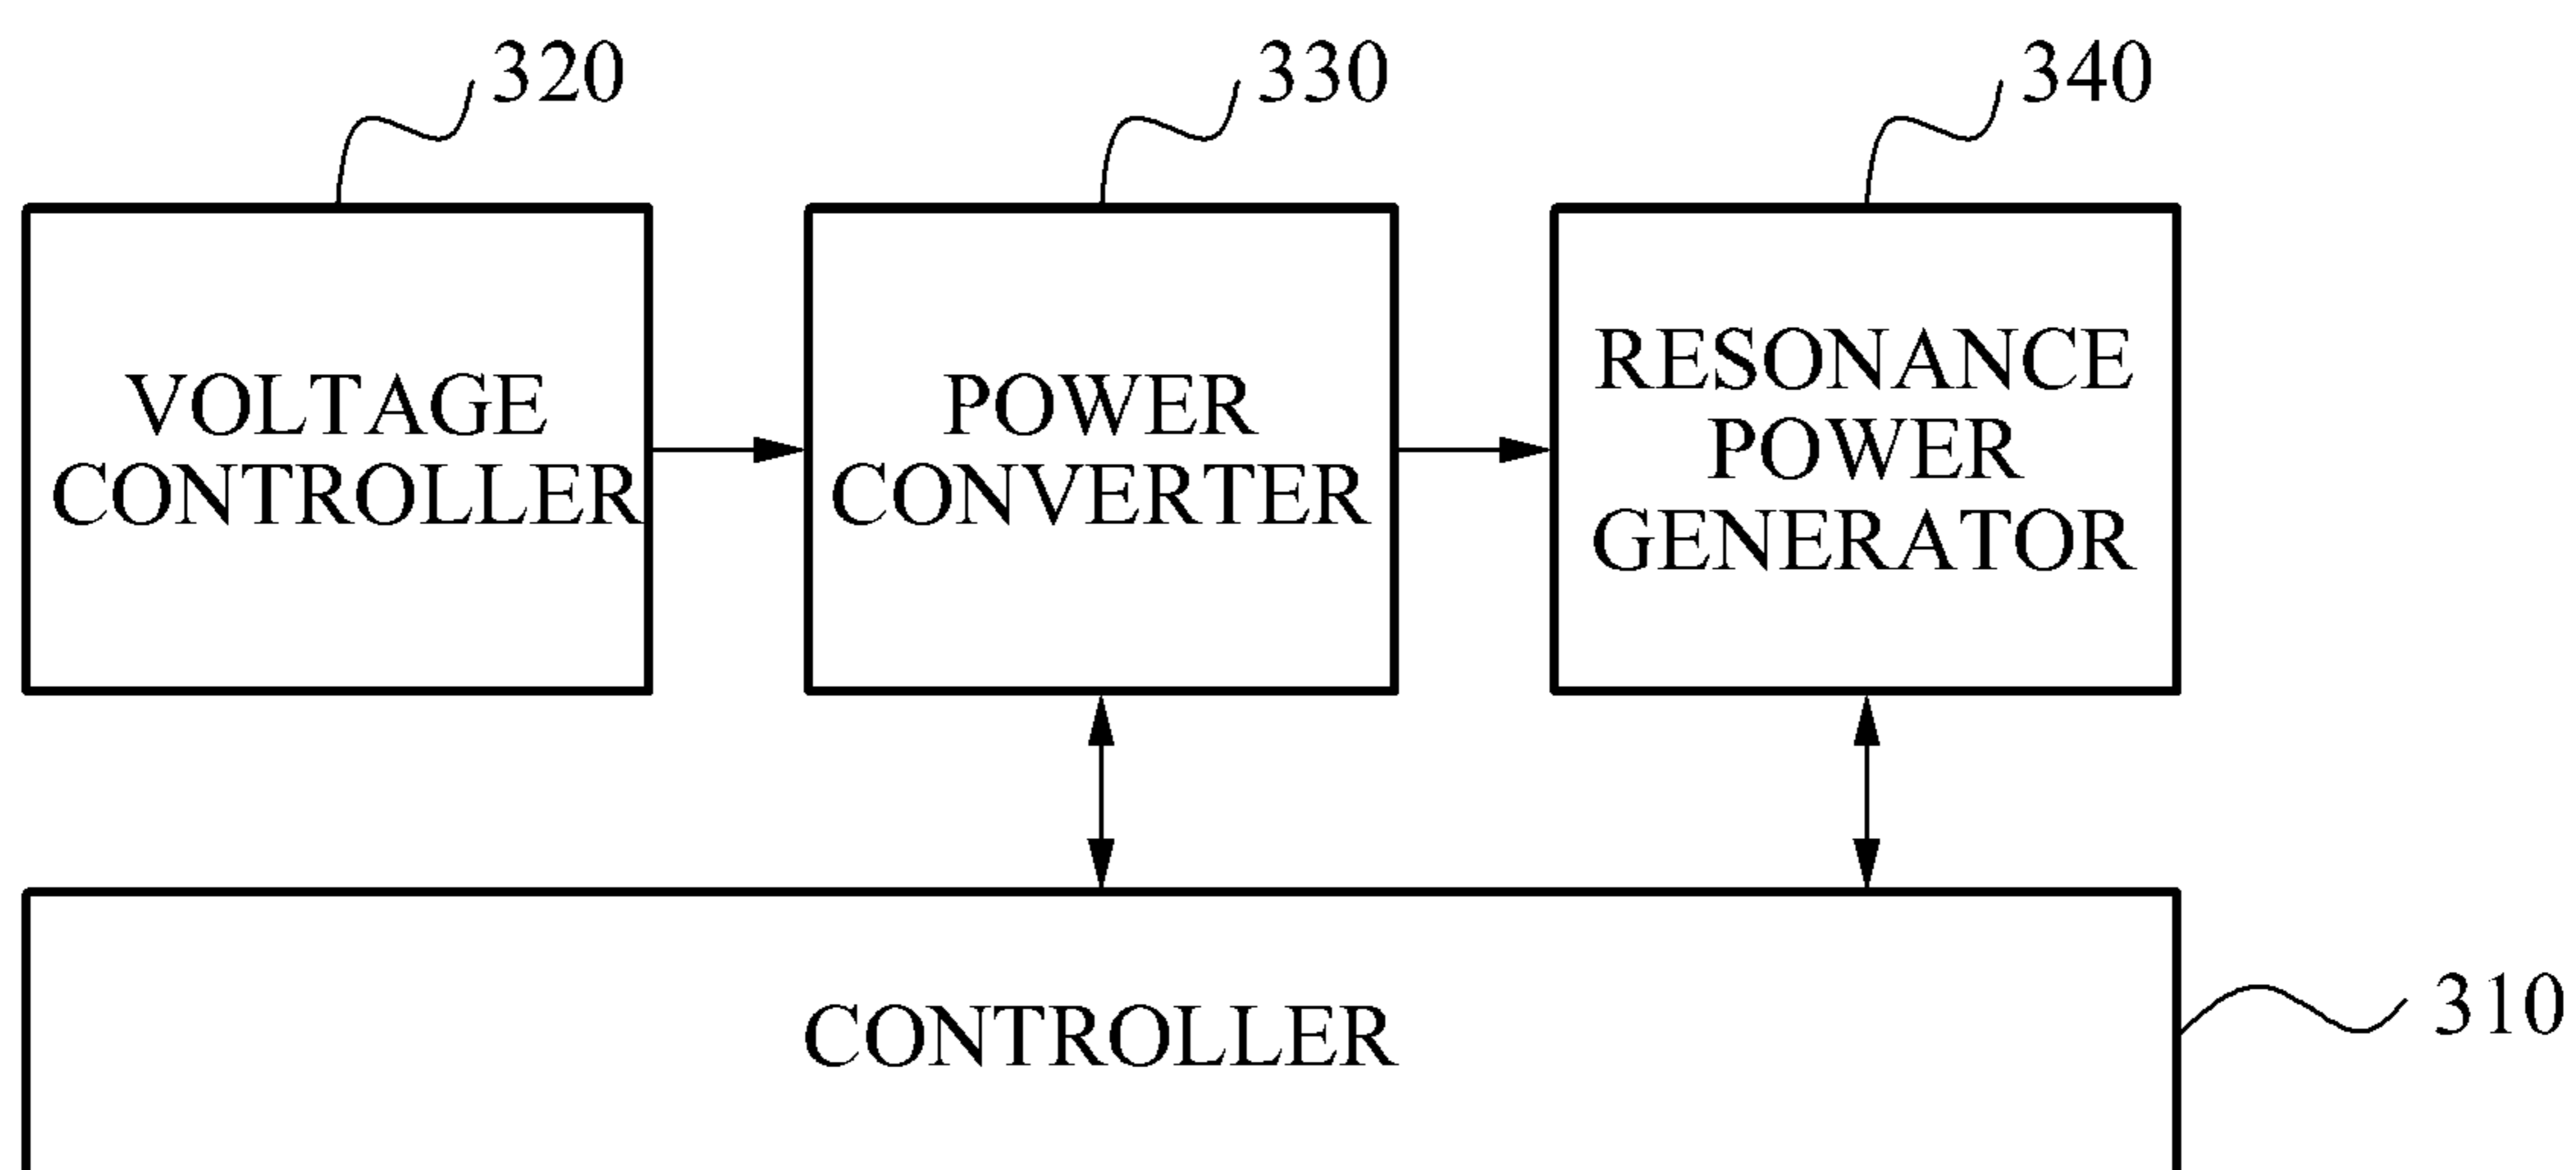 320
330
340
VOLTAGE
CONTROLLER
POWER
CONVERTER
RESONANCE
POWER
GENERATOR
CONTROLLER
310